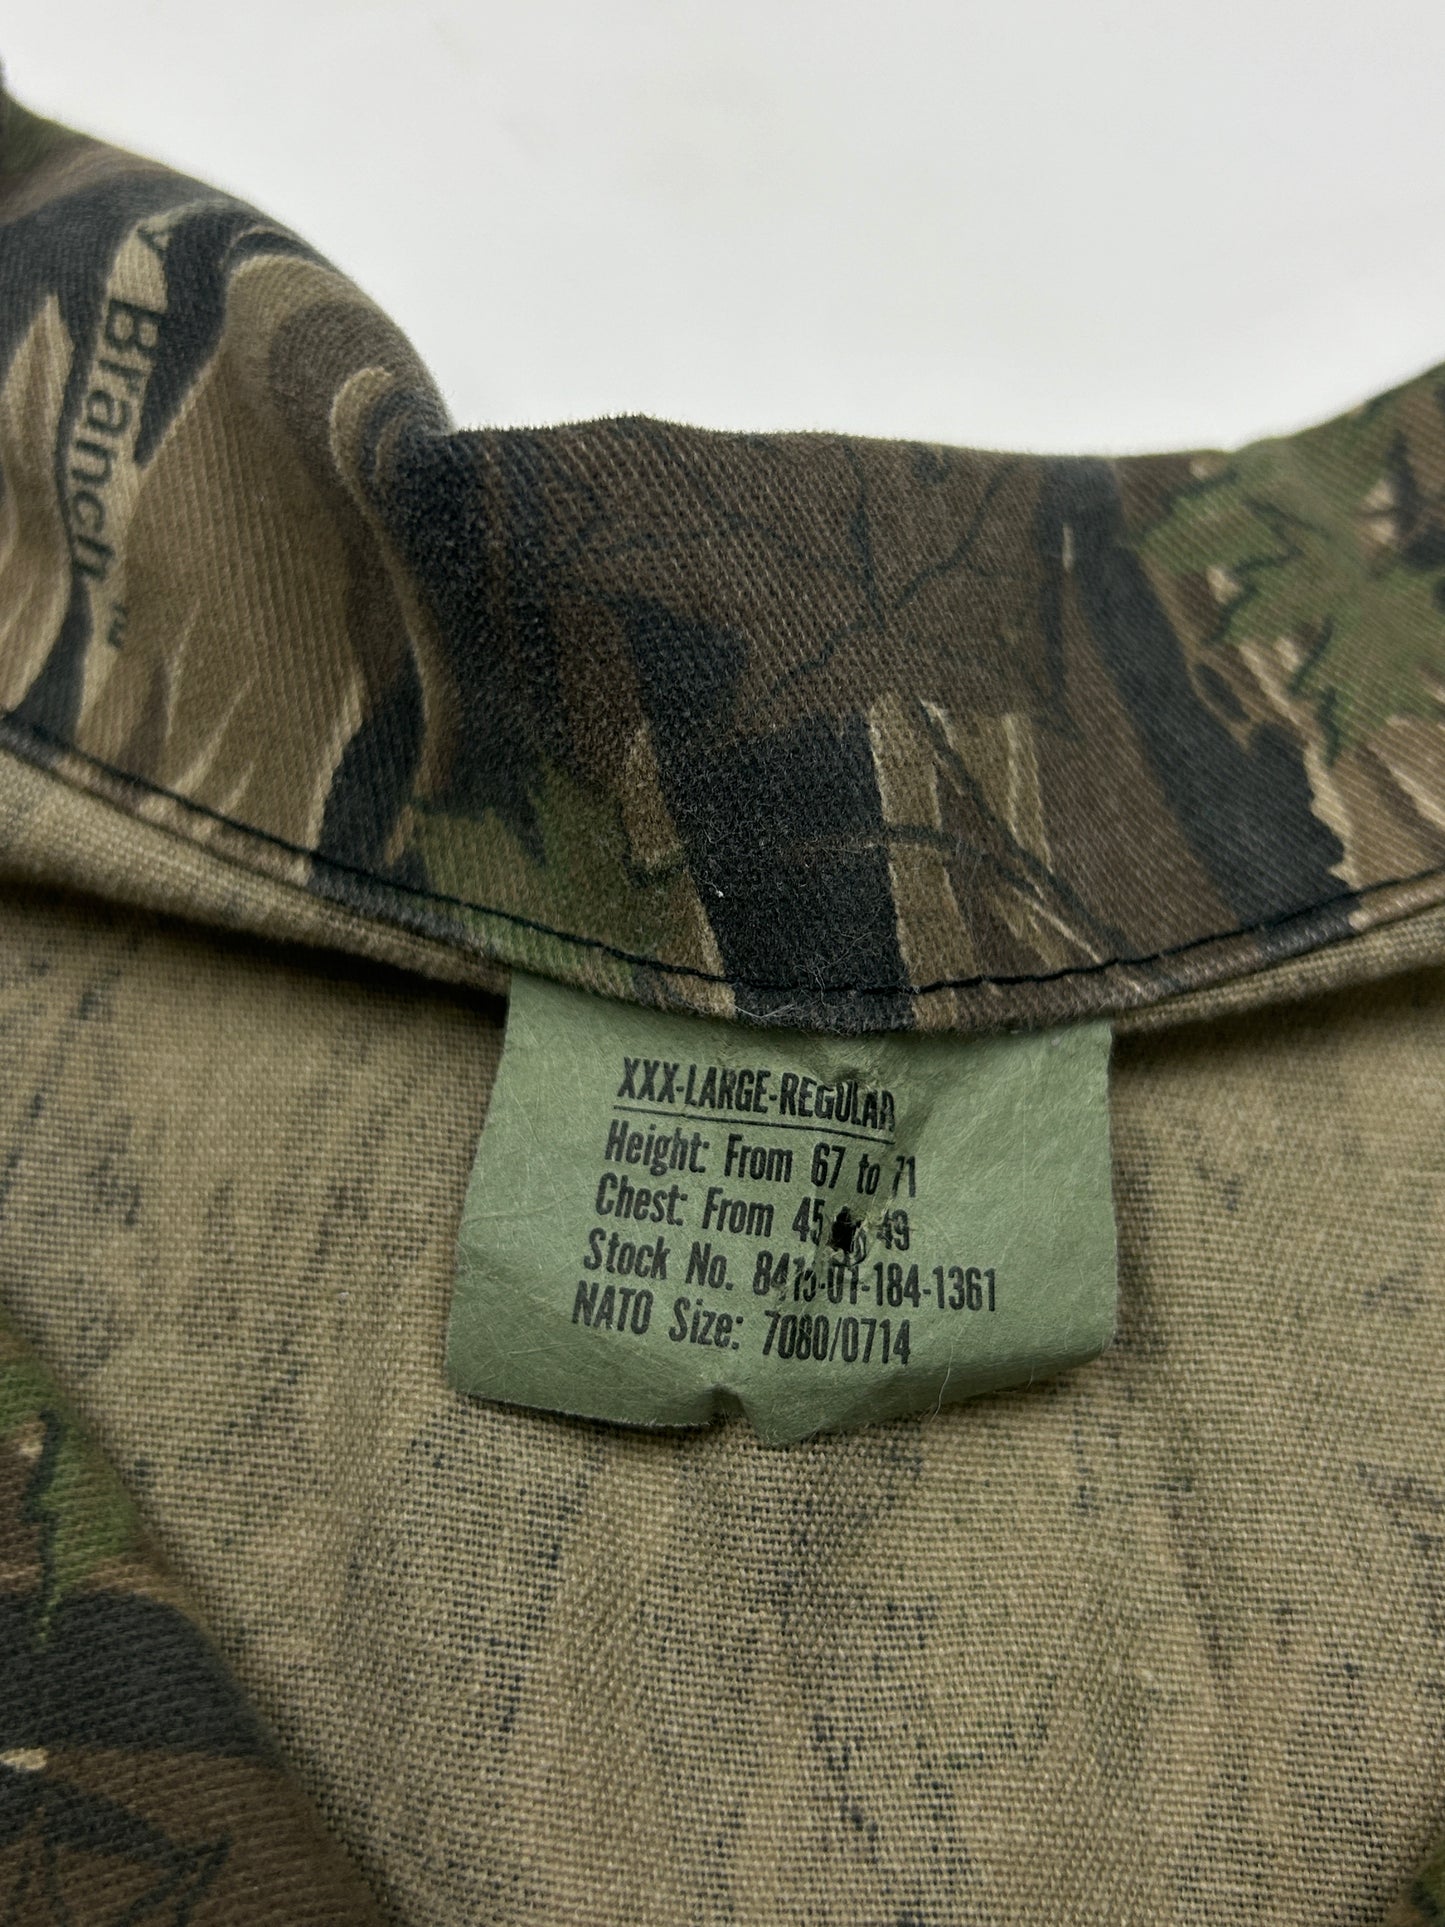 Branch™
XXX-LARGE-REGULAR
Height: From 67 to 71
Chest: From 45 49
Stock No. 8415-01-184-1361
NATO Size: 7080/0714